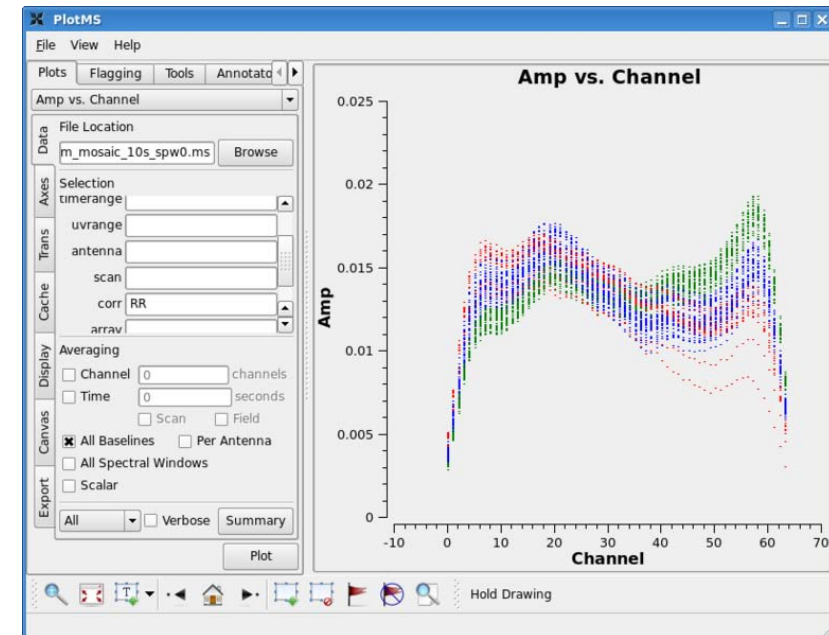 PlotMS
File View Help
Plots Flagging Tools
Amp vs. Channel
File Location
m_mosaic_10s_spw0.ms Browse
Selection
timerange
uvrange
antenna
scan
corr RR
array
Averaging
Channel 0 channels
Time 0 seconds
Scan Field
All Baselines Per Antenna
All Spectral Windows
Scalar
All Verbose Summary
Plot
Data
Axes
Trans
Cache
Display
Canvas
Export
Amp vs. Channel
0.025
0.02
0.015
0.01
0.005
0
Amp
-10 0 10 20 30 40 50 60 70
Channel
T
Hold Drawing